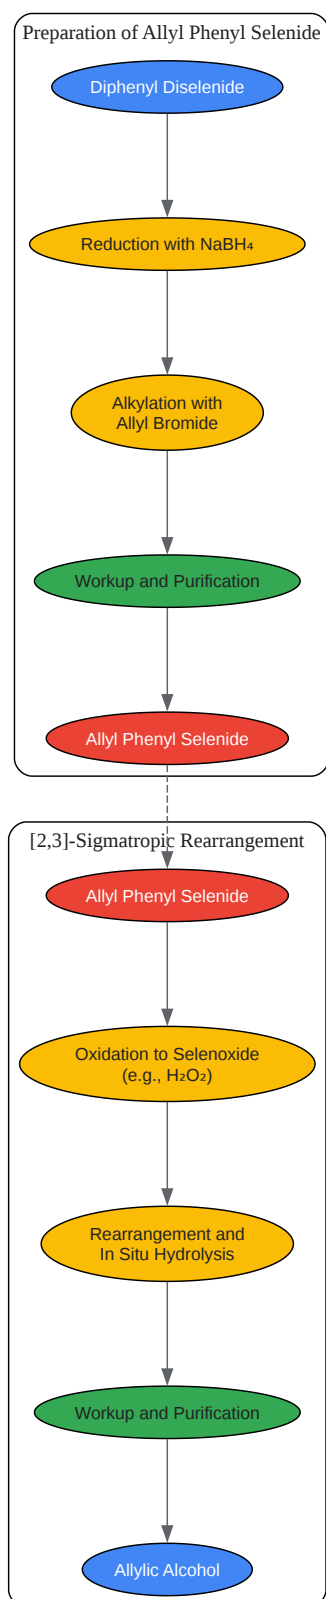 Preparation of Allyl Phenyl Selenide
Diphenyl Diselenide
Reduction with NaBH₄
Alkylation with
Allyl Bromide
Workup and Purification
Allyl Phenyl Selenide
[2,3]-Sigmatropic Rearrangement
Allyl Phenyl Selenide
Oxidation to Selenoxide
(e.g., H₂O₂)
Rearrangement and
In Situ Hydrolysis
Workup and Purification
Allylic Alcohol